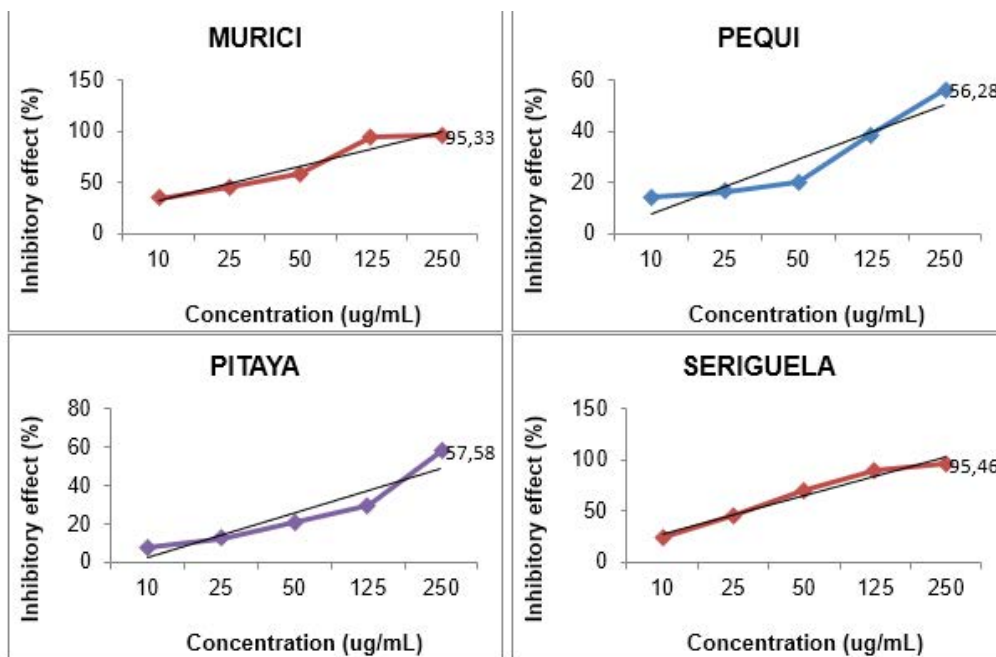 MURICI
Inhibitory effect (%)
150
100
50
0
95,33
10 25 50 125 250
Concentration (ug/mL)
PEQUI
Inhibitory effect (%)
60
40
20
0
56,28
10 25 50 125 250
Concentration (ug/mL)
PITAYA
Inhibitory effect (%)
80
60
40
20
0
57,58
10 25 50 125 250
Concentration (ug/mL)
SERIGUELA
Inhibitory effect (%)
150
100
50
0
95,46
10 25 50 125 250
Concentration (ug/mL)